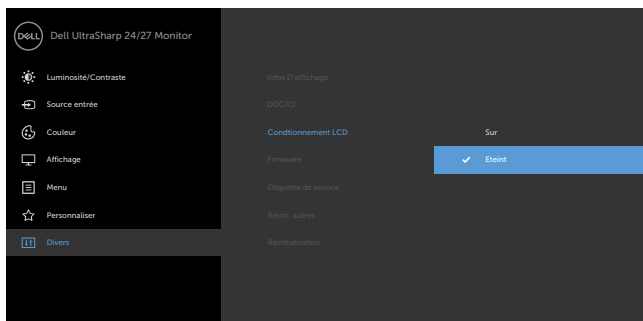 DELL Dell UltraSharp 24/27 Monitor
Luminosité/Contraste
Infos D'affichage
Source entrée
DDC/CI
Couleur
Condtionnement LCD
Sur
Affichage
Firmware
Eteint
Menu
Étiquette de service
Personnaliser
Réinit. autres
Divers
Réinitialisation